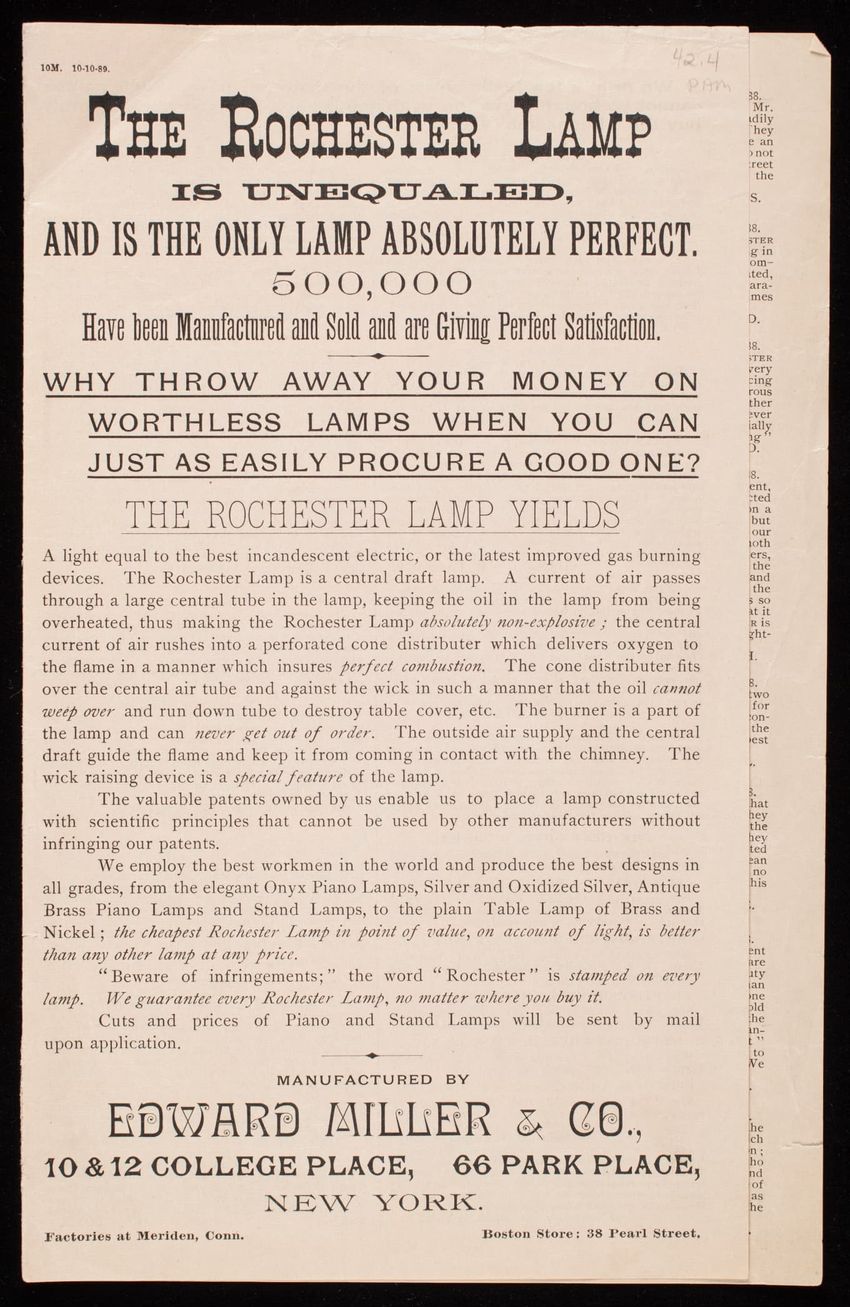 10M. 10-10-89.
42.4
PAM
THE ROCHESTER LAMP
IS UNEQUALED,
AND IS THE ONLY LAMP ABSOLUTELY PERFECT.
500,000
Have been Manufactured and Sold and are Giving Perfect Satisfaction.
WHY THROW AWAY YOUR MONEY ON
WORTHLESS LAMPS WHEN YOU CAN
JUST AS EASILY PROCURE A GOOD ONE?
THE ROCHESTER LAMP YIELDS
A light equal to the best incandescent electric, or the latest improved gas burning
devices. The Rochester Lamp is a central draft lamp. A current of air passes
through a large central tube in the lamp, keeping the oil in the lamp from being
overheated, thus making the Rochester Lamp absolutely non-explosive; the central
current of air rushes into a perforated cone distributer which delivers oxygen to
the flame in a manner which insures perfect combustion. The cone distributer fits
over the central air tube and against the wick in such a manner that the oil cannot
weep over and run down tube to destroy table cover, etc. The burner is a part of
the lamp and can never get out of order. The outside air supply and the central
draft guide the flame and keep it from coming in contact with the chimney. The
wick raising device is a special feature of the lamp.
The valuable patents owned by us enable us to place a lamp constructed
with scientific principles that cannot be used by other manufacturers without
infringing our patents.
We employ the best workmen in the world and produce the best designs in
all grades, from the elegant Onyx Piano Lamps, Silver and Oxidized Silver, Antique
Brass Piano Lamps and Stand Lamps, to the plain Table Lamp of Brass and
Nickel; the cheapest Rochester Lamp in point of value, on account of light, is better
than any other lamp at any price.
"Beware of infringements;" the word "Rochester" is stamped on every
lamp. We guarantee every Rochester Lamp, no matter where you buy it.
Cuts and prices of Piano and Stand Lamps will be sent by mail
upon application.
MANUFACTURED BY
EDWARD MILLER & CO.,
10 & 12 COLLEGE PLACE, 66 PARK PLACE,
NEW YORK.
Factories at Meriden, Conn. Boston Store: 38 Pearl Street.